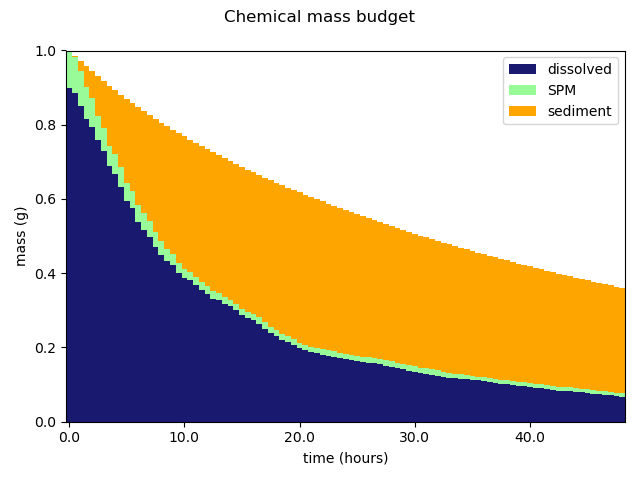 Chemical mass budget
1.0
0.8
0.6
0.4
0.2
0.0
mass (g)
dissolved
SPM
sediment
0.0 10.0 20.0 30.0 40.0
time (hours)